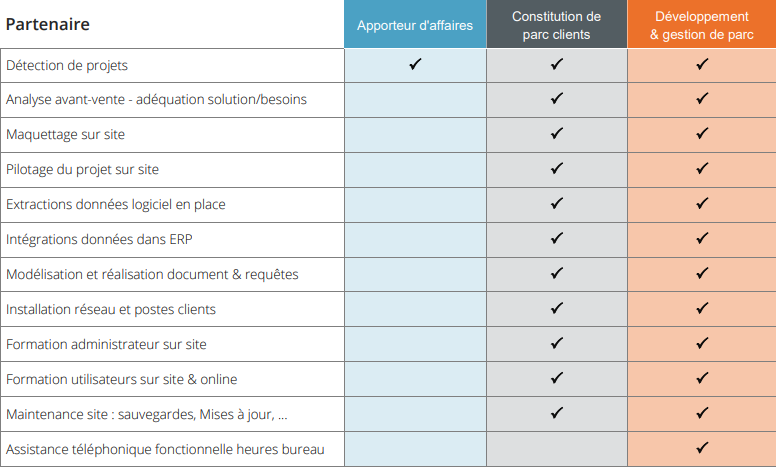 Partenaire
Apporteur d'affaires
Constitution de
parc clients
Développement
& gestion de parc
Détection de projets ✓ ✓ ✓
Analyse avant-vente - adéquation solution/besoins ✓ ✓
Maquettage sur site ✓ ✓
Pilotage du projet sur site ✓ ✓
Extractions données logiciel en place ✓ ✓
Intégrations données dans ERP ✓ ✓
Modélisation et réalisation document & requêtes ✓ ✓
Installation réseau et postes clients ✓ ✓
Formation administrateur sur site ✓ ✓
Formation utilisateurs sur site & online ✓ ✓
Maintenance site : sauvegardes, Mises à jour, ... ✓ ✓
Assistance téléphonique fonctionnelle heures bureau ✓